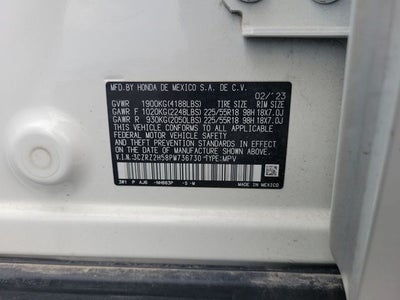 MFD.BY HONDA DE MEXICO S.A. DE C.V.
02/'23
GVWR 1900KG(4188LBS) TIRE SIZE RIM SIZE
GAWR F 1020KG(2248LBS) 225/55R18 98H 18X7.0J
GAWR R 930KG(2050LBS) 225/55R18 98H 18X7.0J
THIS VEHICLE CONFORMS TO ALL APPLICABLE
FEDERAL MOTOR VEHICLE SAFETY
AND THEFT PREVENTION STANDARDS IN EFFECT
ON THE DATE OF MANUFACTURE SHOWN ABOVE.
V.I.N.:3CZRZ2H58PM736730 TYPE:MPV
3W1 P AJ6 -NH883P -S -M
MADE IN MEXICO